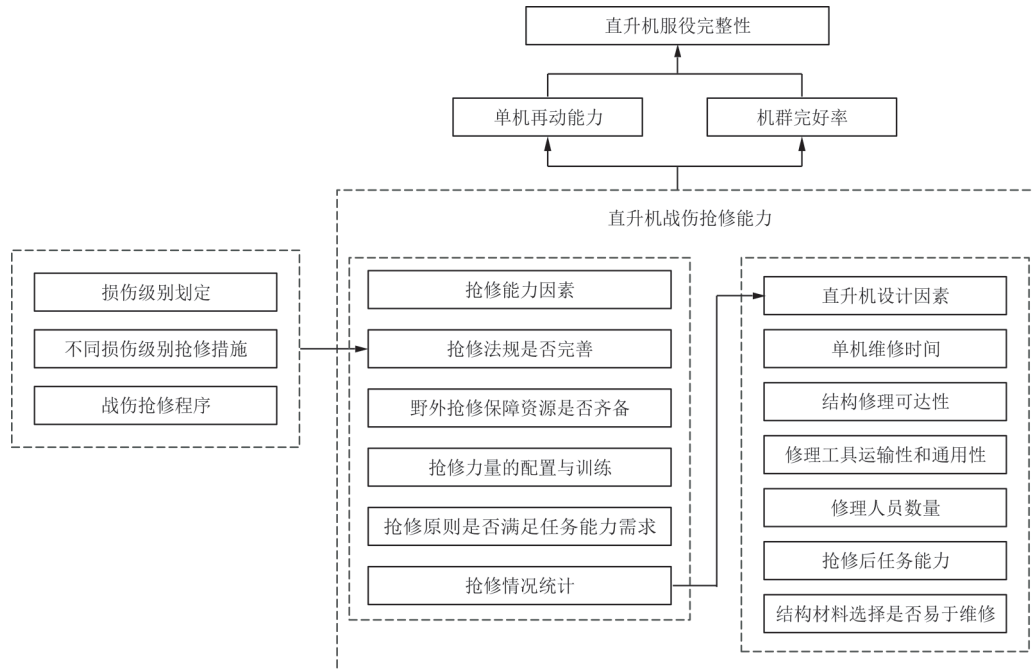 直升机服役完整性
单机再动能力
机群完好率
直升机战伤抢修能力
损伤级别划定
不同损伤级别抢修措施
战伤抢修程序
抢修能力因素
抢修法规是否完善
野外抢修保障资源是否齐备
抢修力量的配置与训练
抢修原则是否满足任务能力需求
抢修情况统计
直升机设计因素
单机维修时间
结构修理可达性
修理工具运输性和通用性
修理人员数量
抢修后任务能力
结构材料选择是否易于维修